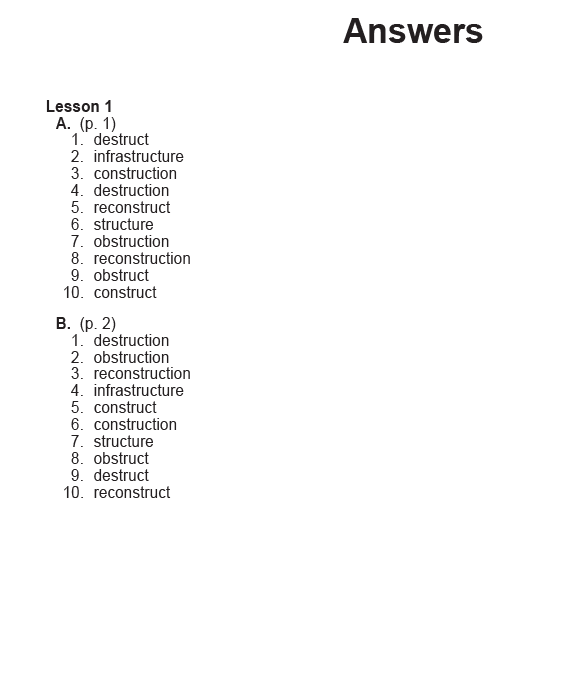 Answers
Lesson 1
A. (p. 1)
1. destruct
2. infrastructure
3. construction
4. destruction
5. reconstruct
6. structure
7. obstruction
8. reconstruction
9. obstruct
10. construct
B. (p. 2)
1. destruction
2. obstruction
3. reconstruction
4. infrastructure
5. construct
6. construction
7. structure
8. obstruct
9. destruct
10. reconstruct